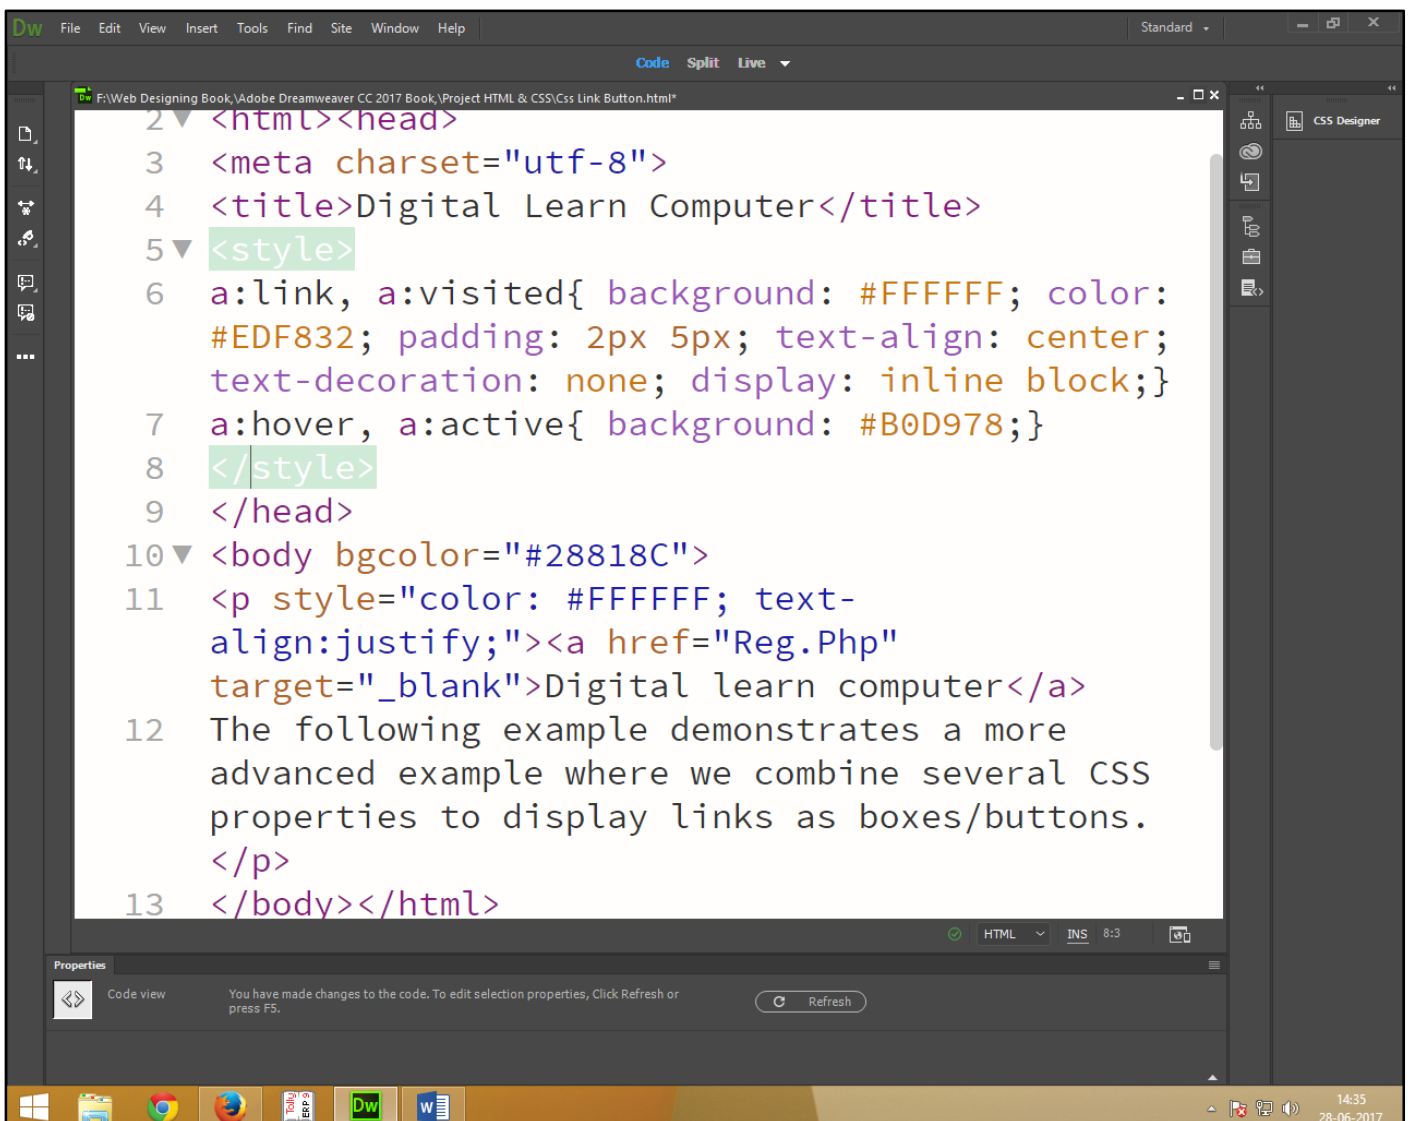 Dw File Edit View Insert Tools Find Site Window Help Standard
Code Split Live
F:\Web Designing Book,\Adobe Dreamweaver CC 2017 Book,\Project HTML & CSS\Css Link Button.html*
CSS Designer
2 <html><head>
3 <meta charset="utf-8">
4 <title>Digital Learn Computer</title>
5 <style>
6 a:link, a:visited{ background: #FFFFFF; color:
#EDF832; padding: 2px 5px; text-align: center;
text-decoration: none; display: inline block;}
7 a:hover, a:active{ background: #B0D978;}
8 </style>
9 </head>
10 <body bgcolor="#28818C">
11 <p style="color: #FFFFFF; text-
align:justify;"><a href="Reg.Php"
target="_blank">Digital learn computer</a>
12 The following example demonstrates a more
advanced example where we combine several CSS
properties to display links as boxes/buttons.
</p>
13 </body></html>
HTML INS 8:3
Properties
Code view You have made changes to the code. To edit selection properties, Click Refresh or
press F5.
Refresh
Tally ERP 9 Dw W
14:35
28-06-2017